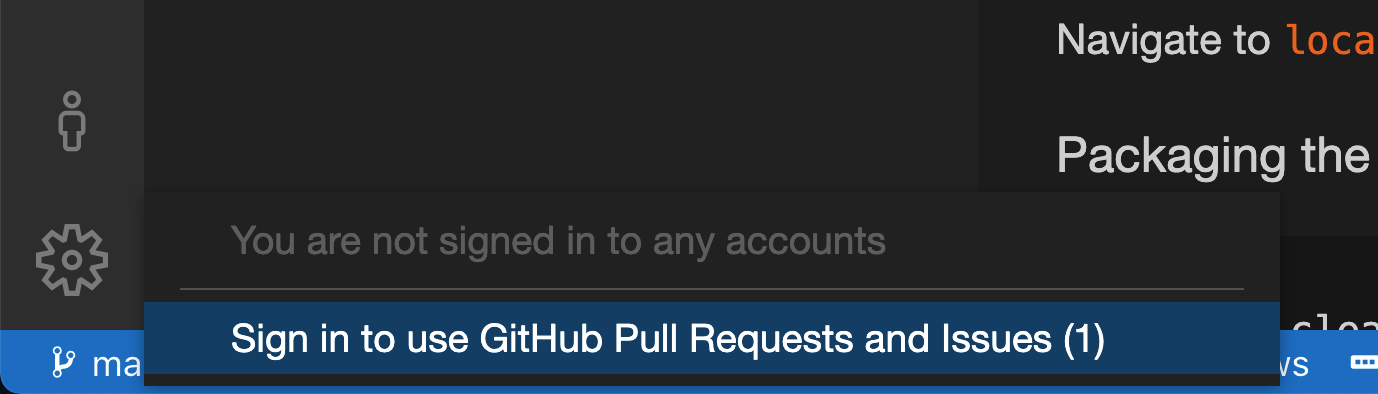 Navigate to loca
Packaging the
You are not signed in to any accounts
Sign in to use GitHub Pull Requests and Issues (1)
clea
ma
ws